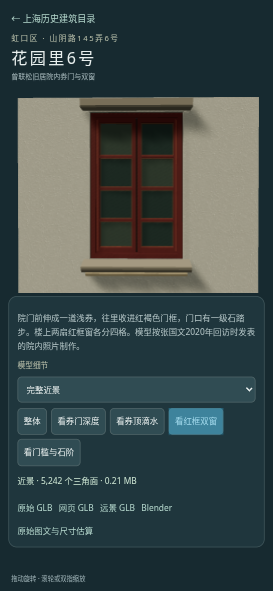 ← 上海历史建筑目录
虹口区 · 山阴路145弄6号
花园里6号
曾联松旧居院内券门与双窗
院门前伸成一道浅券，往里收进红褐色门框，门口有一级石踏
步。楼上两扇红框窗各分四格。模型按张国文2020年回访时发表
的院内照片制作。
模型细节
完整近景
整体 看券门深度 看券顶滴水 看红框双窗
看门槛与石阶
近景 · 5,242 个三角面 · 0.21 MB
原始 GLB 网页 GLB 远景 GLB Blender
原始图文与尺寸估算
拖动旋转 · 滚轮或双指缩放